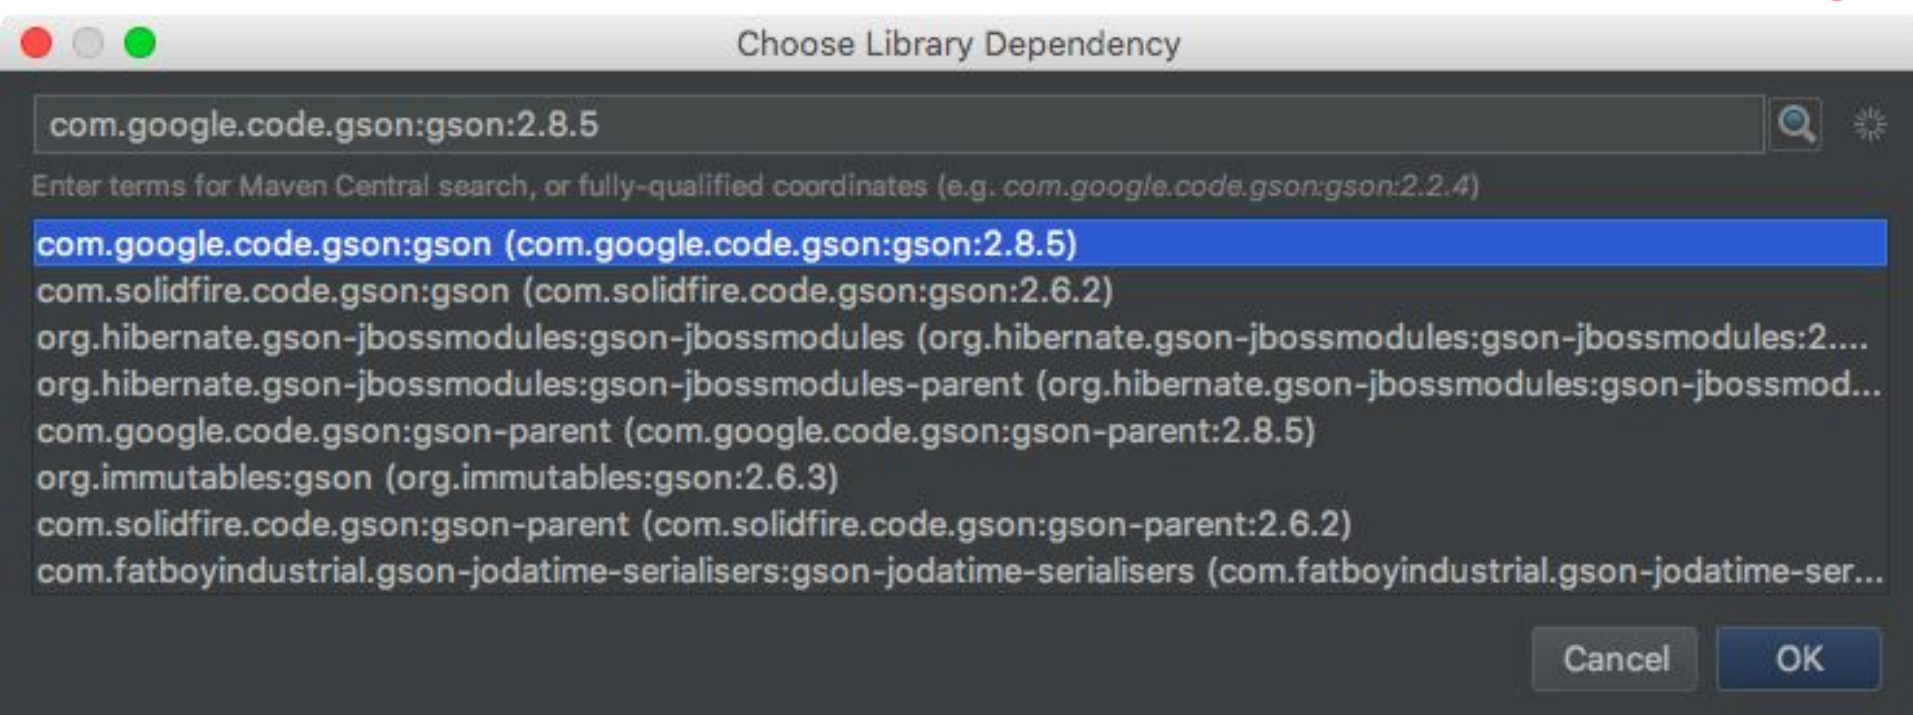 Choose Library Dependency
com.google.code.gson:gson:2.8.5
Enter terms for Maven Central search, or fully-qualified coordinates (e.g. com.google.code.gson:gson:2.2.4)
com.google.code.gson:gson (com.google.code.gson:gson:2.8.5)
com.solidfire.code.gson:gson (com.solidfire.code.gson:gson:2.6.2)
org.hibernate.gson-jbossmodules:gson-jbossmodules (org.hibernate.gson-jbossmodules:gson-jbossmodules:2....
org.hibernate.gson-jbossmodules:gson-jbossmodules-parent (org.hibernate.gson-jbossmodules:gson-jbossmod...
com.google.code.gson:gson-parent (com.google.code.gson:gson-parent:2.8.5)
org.immutables:gson (org.immutables:gson:2.6.3)
com.solidfire.code.gson:gson-parent (com.solidfire.code.gson:gson-parent:2.6.2)
com.fatboyindustrial.gson-jodatime-serialisers:gson-jodatime-serialisers (com.fatboyindustrial.gson-jodatime-ser...
Cancel OK